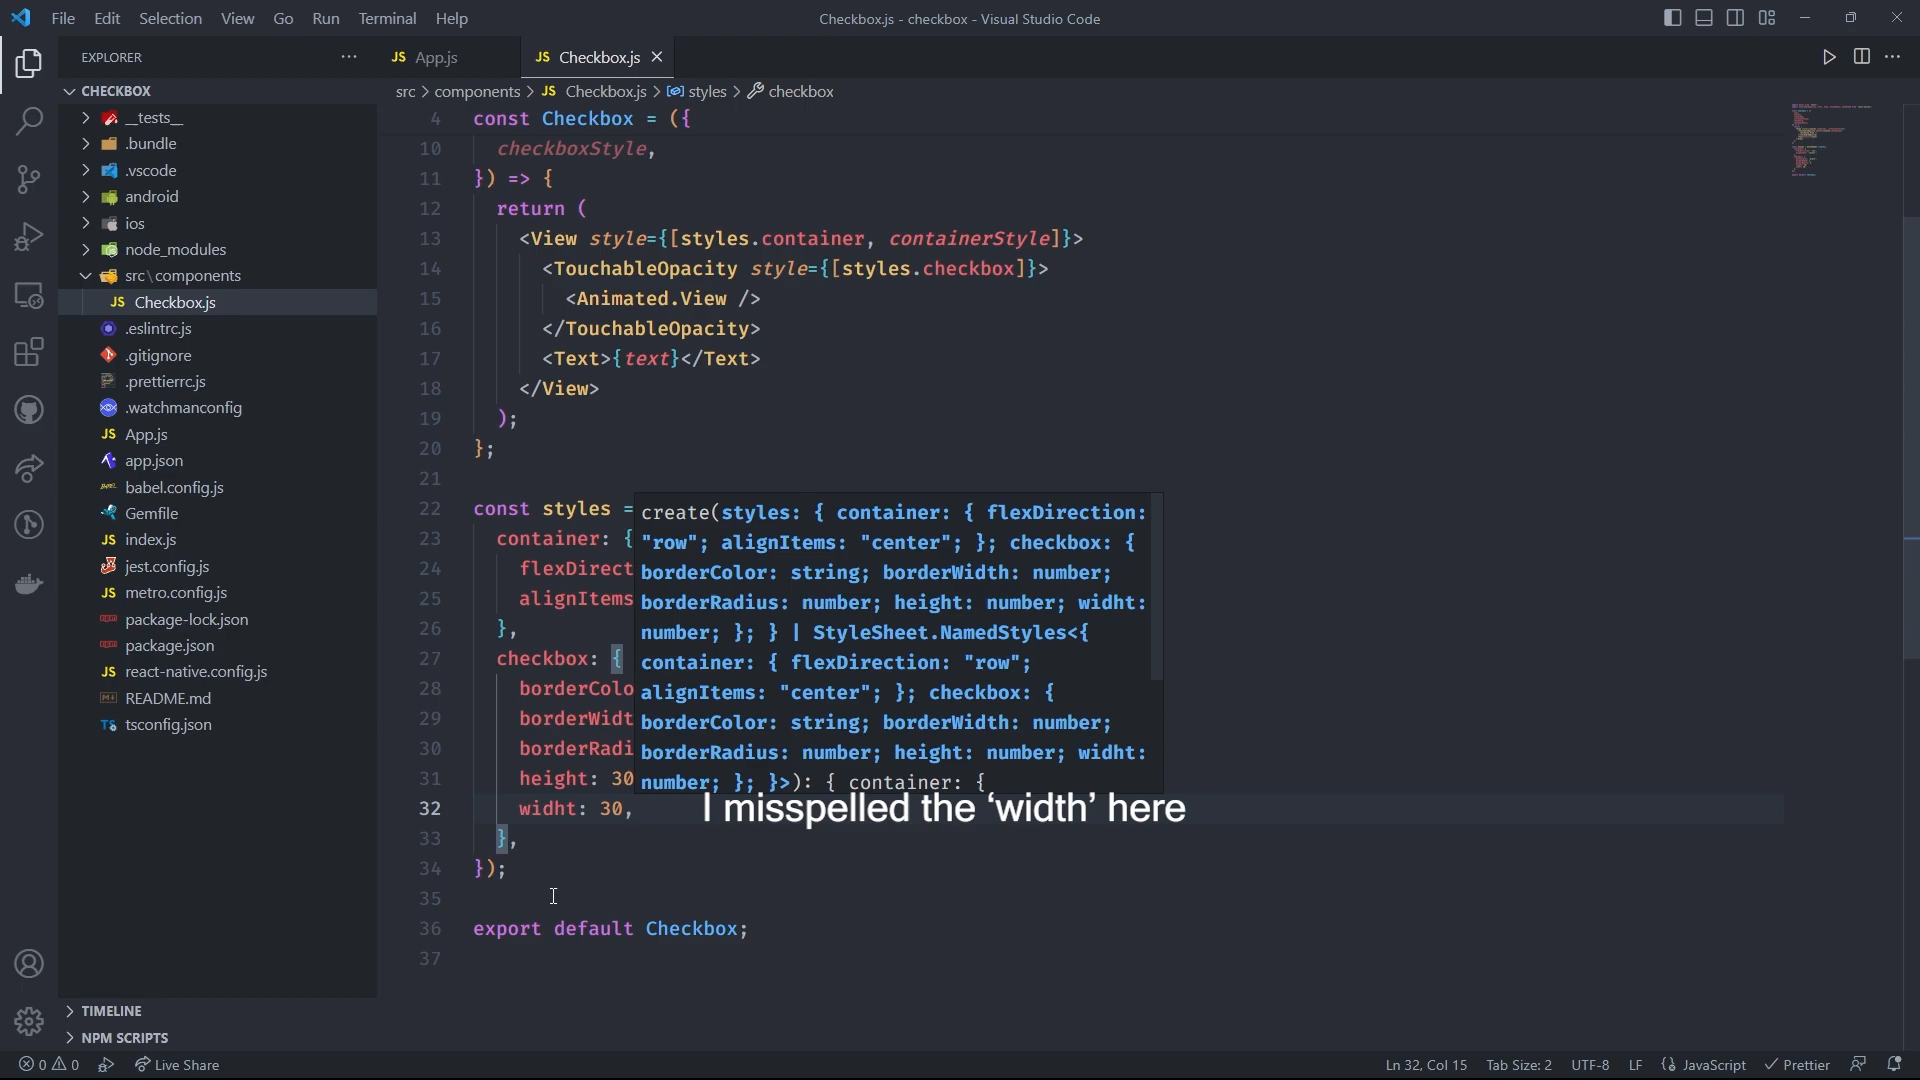 File Edit Selection View Go Run Terminal Help
Checkbox.js - checkbox - Visual Studio Code
EXPLORER
JS App.js
JS Checkbox.js
CHECKBOX
src > components > JS Checkbox.js > styles > checkbox
__tests__
.bundle
.vscode
android
ios
node_modules
src\components
JS Checkbox.js
.eslintrc.js
.gitignore
.prettierrc.js
.watchmanconfig
JS App.js
app.json
babel.config.js
Gemfile
JS index.js
jest.config.js
JS metro.config.js
package-lock.json
package.json
JS react-native.config.js
README.md
TS tsconfig.json
TIMELINE
NPM SCRIPTS
4 const Checkbox = ({
10 checkboxStyle,
11 }) => {
12 return (
13 <View style={[styles.container, containerStyle]}>
14 <TouchableOpacity style={[styles.checkbox]}>
15 <Animated.View />
16 </TouchableOpacity>
17 <Text>{text}</Text>
18 </View>
19 );
20 };
21
22 const styles =
23 container: {
24 flexDirect
25 alignItems
26 },
27 checkbox: {
28 borderColo
29 borderWidt
30 borderRadi
31 height: 30
32 widht: 30,
33 },
34 });
35
36 export default Checkbox;
37
create(styles: { container: { flexDirection:
"row"; alignItems: "center"; }; checkbox: {
borderColor: string; borderWidth: number;
borderRadius: number; height: number; widht:
number; }; } | StyleSheet.NamedStyles<{
container: { flexDirection: "row";
alignItems: "center"; }; checkbox: {
borderColor: string; borderWidth: number;
borderRadius: number; height: number; widht:
number; }; }>): { container: {
I misspelled the ‘width’ here
0 0 Live Share
Ln 32, Col 15 Tab Size: 2 UTF-8 LF {} JavaScript Prettier